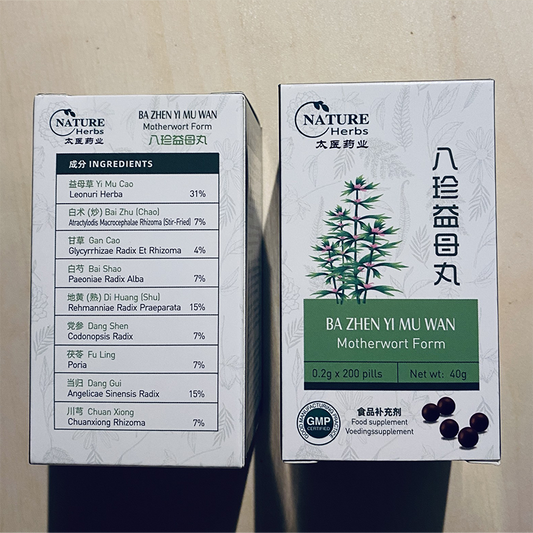 NATURE
Herbs
太医药业
BA ZHEN YI MU WAN
Motherwort Form
八珍益母丸
成分 INGREDIENTS
益母草 Yi Mu Cao
Leonuri Herba 31%
白术 (炒) Bai Zhu (Chao)
Atractylodis Macrocephalae Rhizoma (Stir-Fried) 7%
甘草 Gan Cao
Glycyrrhizae Radix Et Rhizoma 4%
白芍 Bai Shao
Paeoniae Radix Alba 7%
地黄 (熟) Di Huang (Shu)
Rehmanniae Radix Praeparata 15%
党参 Dang Shen
Codonopsis Radix 7%
茯苓 Fu Ling
Poria 7%
当归 Dang Gui
Angelicae Sinensis Radix 15%
川芎 Chuan Xiong
Chuanxiong Rhizoma 7%
NATURE
Herbs
太医药业
八珍益母丸
BA ZHEN YI MU WAN
Motherwort Form
0.2g x 200 pills
Net wt: 40g
GOOD MANUFACTURING PRACTICE
GMP
CERTIFIED
食品补充剂
Food supplement
Voedingssupplement